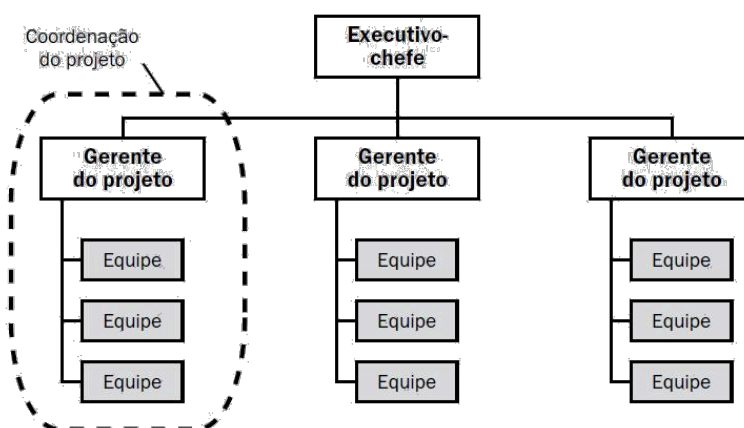 Coordenação
do projeto
Executivo-
chefe
Gerente
do projeto
Gerente
do projeto
Gerente
do projeto
Equipe
Equipe
Equipe
Equipe
Equipe
Equipe
Equipe
Equipe
Equipe